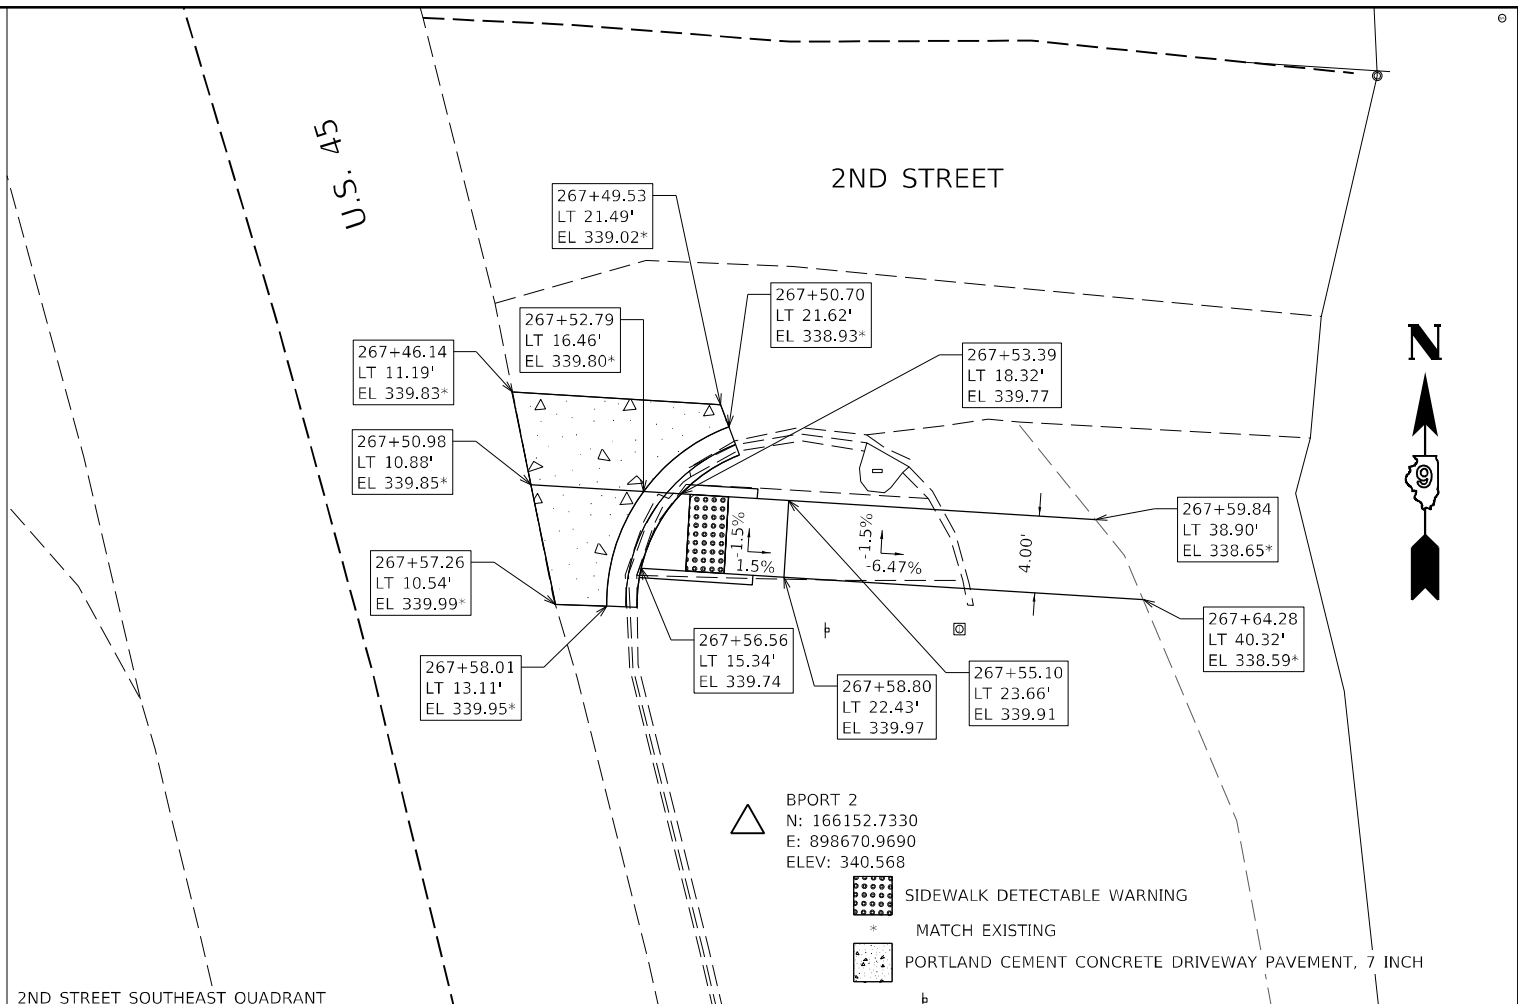 U.S. 45
2ND STREET
267+49.53
LT 21.49'
EL 339.02*
267+50.70
LT 21.62'
EL 338.93*
267+52.79
LT 16.46'
EL 339.80*
267+46.14
LT 11.19'
EL 339.83*
267+53.39
LT 18.32'
EL 339.77
N
267+50.98
LT 10.88'
EL 339.85*
9
267+59.84
LT 38.90'
EL 338.65*
-1.5%
1.5%
-1.5%
-6.47%
4.00'
267+57.26
LT 10.54'
EL 339.99*
267+64.28
LT 40.32'
EL 338.59*
267+56.56
LT 15.34'
EL 339.74
267+58.01
LT 13.11'
EL 339.95*
267+58.80
LT 22.43'
EL 339.97
267+55.10
LT 23.66'
EL 339.91
BPORT 2
N: 166152.7330
E: 898670.9690
ELEV: 340.568
SIDEWALK DETECTABLE WARNING
* MATCH EXISTING
PORTLAND CEMENT CONCRETE DRIVEWAY PAVEMENT, 7 INCH
2ND STREET SOUTHEAST QUADRANT